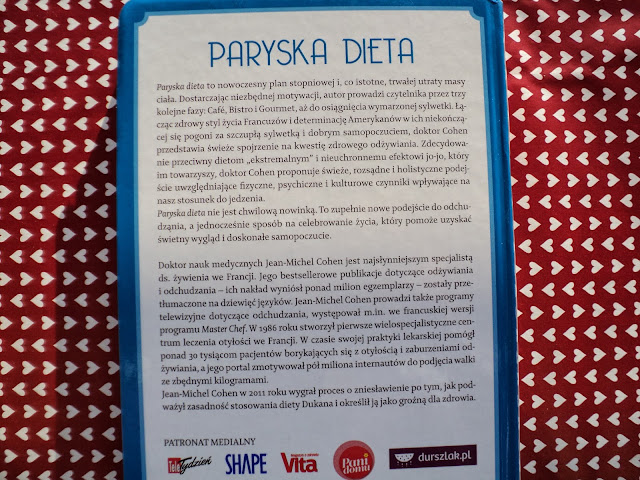 PARYSKA DIETA
Paryska dieta to nowoczesny plan stopniowej i, co istotne, trwałej utraty masy
ciała. Dostarczając niezbędnej motywacji, autor prowadzi czytelnika przez trzy
kolejne fazy: Café, Bistro i Gourmet, aż do osiągnięcia wymarzonej sylwetki. Łą-
cząc zdrowy styl życia Francuzów i determinację Amerykanów w ich niekończą-
cej się pogoni za szczupłą sylwetką i dobrym samopoczuciem, doktor Cohen
przedstawia świeże spojrzenie na kwestię zdrowego odżywiania. Zdecydowa-
nie przeciwny dietom „ekstremalnym” i nieuchronnemu efektowi jo-jo, który
im towarzyszy, doktor Cohen proponuje świeże, rozsądne i holistyczne podej-
ście uwzględniające fizyczne, psychiczne i kulturowe czynniki wpływające na
nasz stosunek do jedzenia.
Paryska dieta nie jest chwilową nowinką. To zupełnie nowe podejście do odchu-
dzania, a jednocześnie sposób na celebrowanie życia, który pomoże uzyskać
świetny wygląd i doskonałe samopoczucie.
Doktor nauk medycznych Jean-Michel Cohen jest najsłynniejszym specjalistą
ds. żywienia we Francji. Jego bestsellerowe publikacje dotyczące odżywiania
i odchudzania – ich nakład wyniósł ponad milion egzemplarzy – zostały prze-
tłumaczone na dziewięć języków. Jean-Michel Cohen prowadzi także programy
telewizyjne dotyczące odchudzania, występował m.in. we francuskiej wersji
programu Master Chef. W 1986 roku stworzył pierwsze wielospecjalistyczne cen-
trum leczenia otyłości we Francji. W czasie swojej praktyki lekarskiej pomógł
ponad 30 tysiącom pacjentów borykających się z otyłością i zaburzeniami od-
żywiania, a jego portal zmotywował pół miliona internautów do podjęcia walki
ze zbędnymi kilogramami.
Jean-Michel Cohen w 2011 roku wygrał proces o zniesławienie po tym, jak pod-
ważył zasadność stosowania diety Dukana i określił ją jako groźną dla zdrowia.
PATRONAT MEDIALNY
Tele Tydzień SHAPE Vita Pani domu durszlak.pl